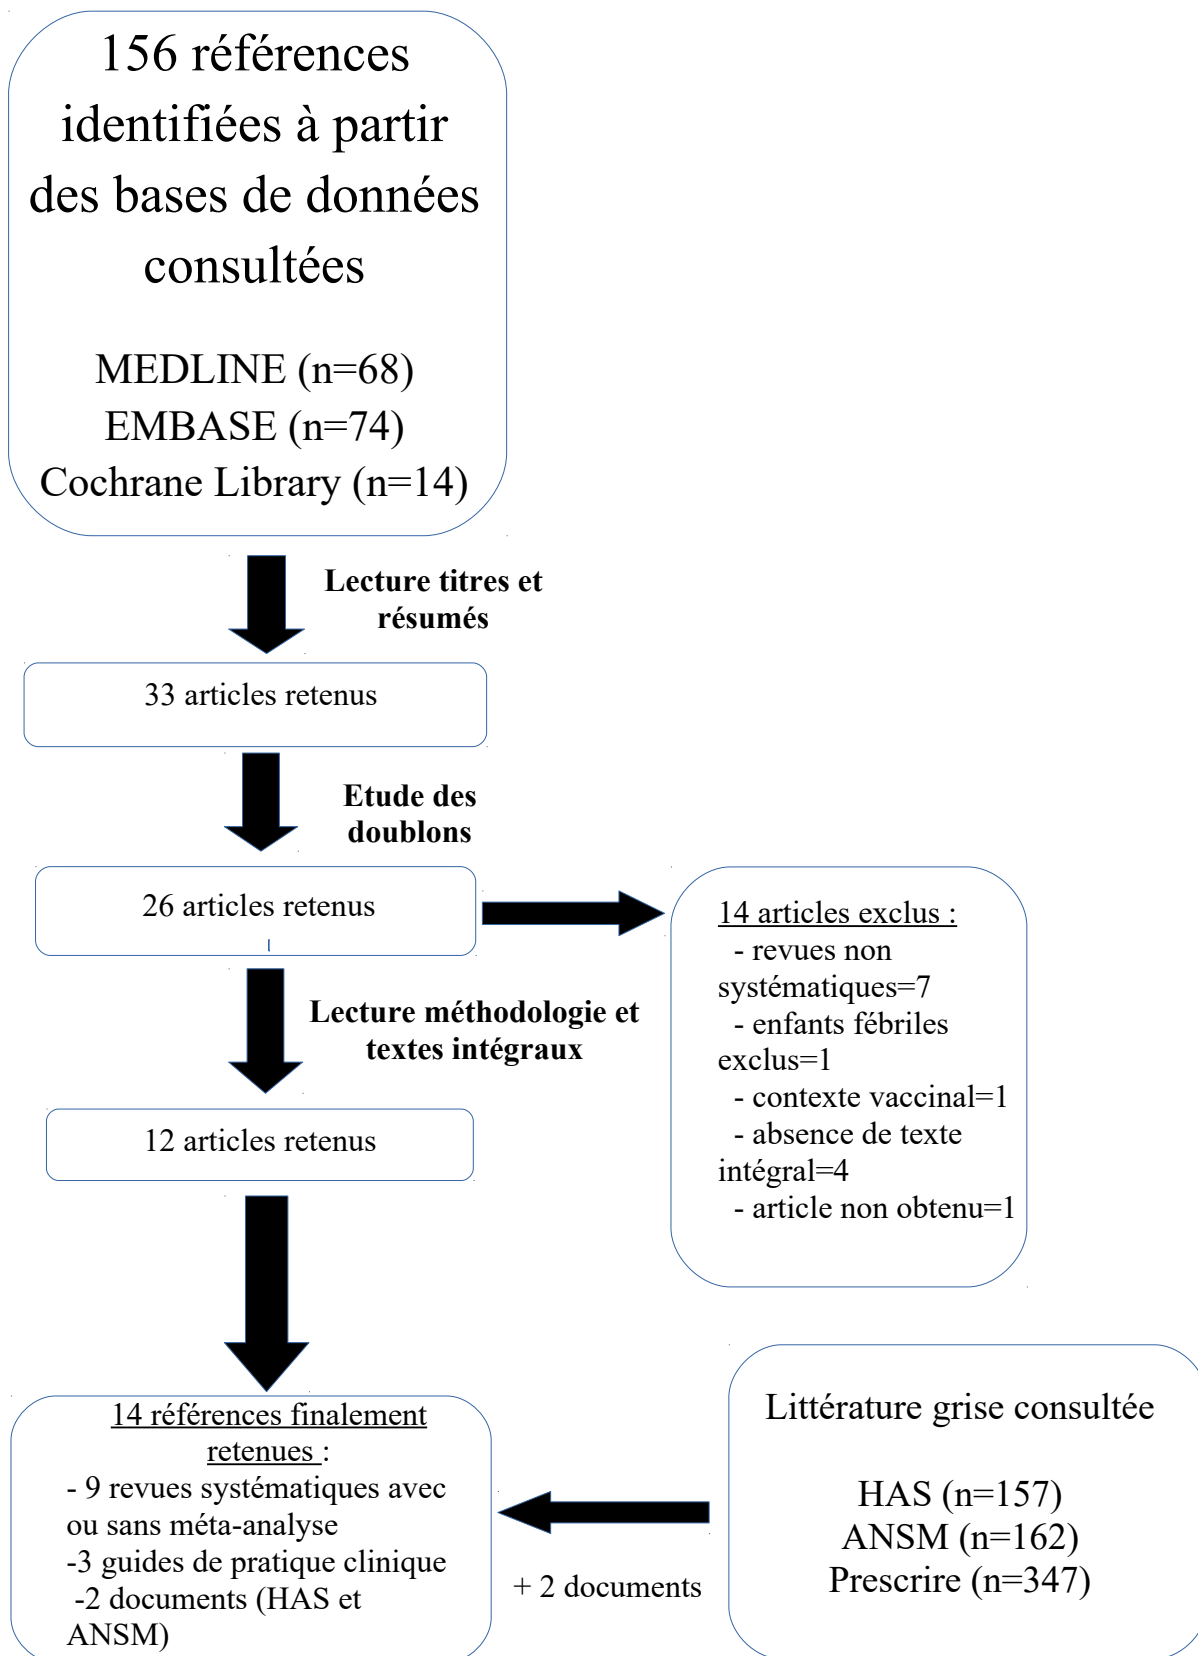 156 références
identifiées à partir
des bases de données
consultées
MEDLINE (n=68)
EMBASE (n=74)
Cochrane Library (n=14)
Lecture titres et
résumés
33 articles retenus
Etude des
doublons
26 articles retenus
14 articles exclus :
- revues non
systématiques=7
- enfants fébriles
exclus=1
- contexte vaccinal=1
- absence de texte
intégral=4
- article non obtenu=1
Lecture méthodologie et
textes intégraux
12 articles retenus
14 références finalement
retenues :
- 9 revues systématiques avec
ou sans méta-analyse
-3 guides de pratique clinique
-2 documents (HAS et
ANSM)
+ 2 documents
Littérature grise consultée
HAS (n=157)
ANSM (n=162)
Prescrire (n=347)